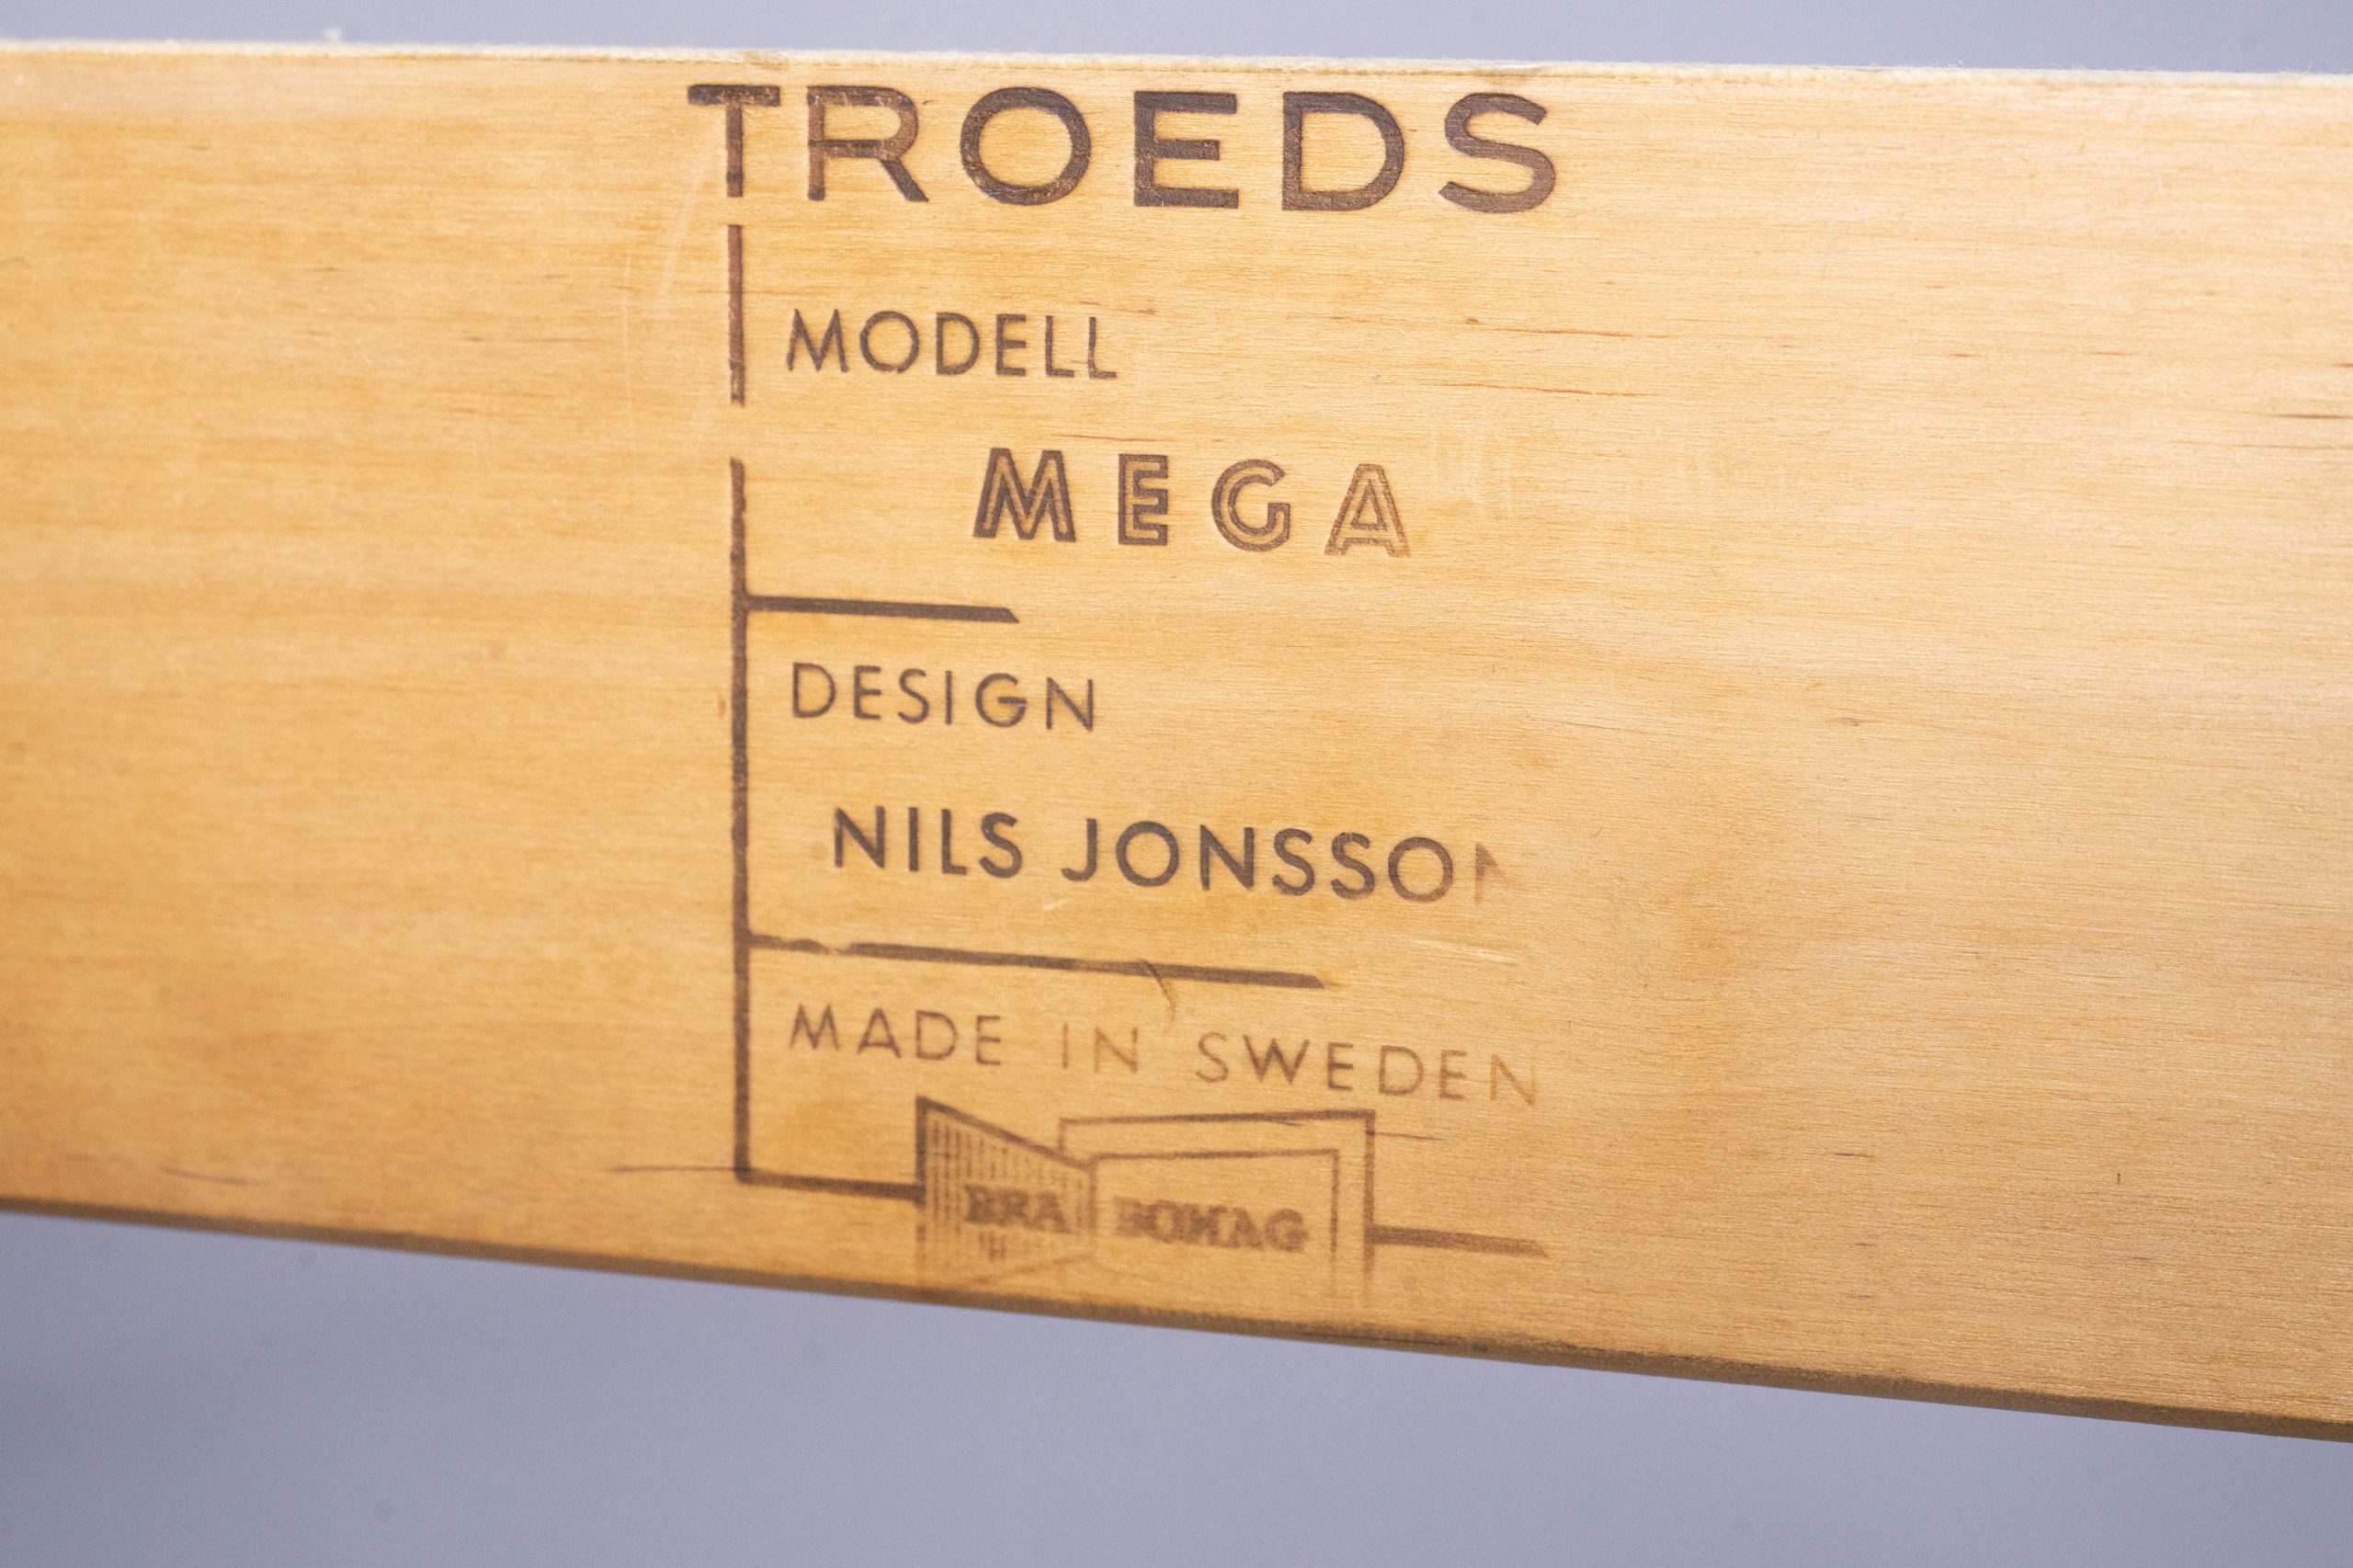 TROEDS
MODELL
MEGA
DESIGN
NILS JONSSON
MADE IN SWEDEN
BRA BOHAG